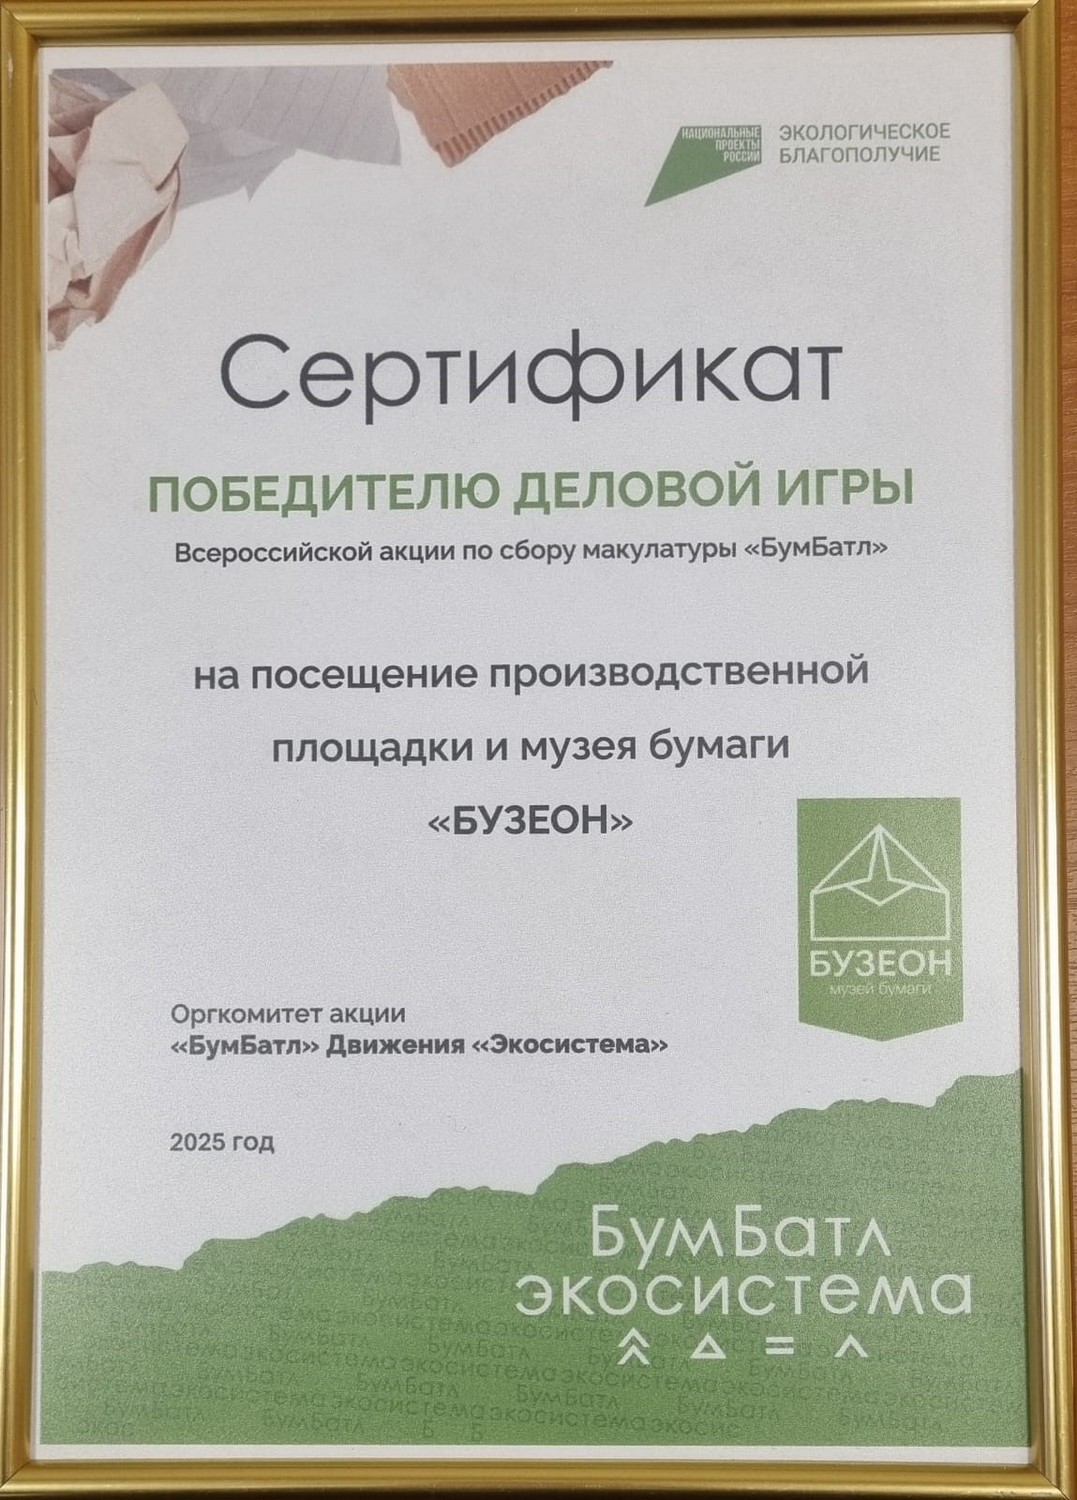 НАЦИОНАЛЬНЫЕ
ПРОЕКТЫ
РОССИИ
ЭКОЛОГИЧЕСКОЕ
БЛАГОПОЛУЧИЕ
Сертификат
ПОБЕДИТЕЛЮ ДЕЛОВОЙ ИГРЫ
Всероссийской акции по сбору макулатуры «БумБатл»
на посещение производственной
площадки и музея бумаги
«БУЗЕОН»
БУЗЕОН
музей бумаги
Оргкомитет акции
«БумБатл» Движения «Экосистема»
2025 год
БумБатл
экосистема